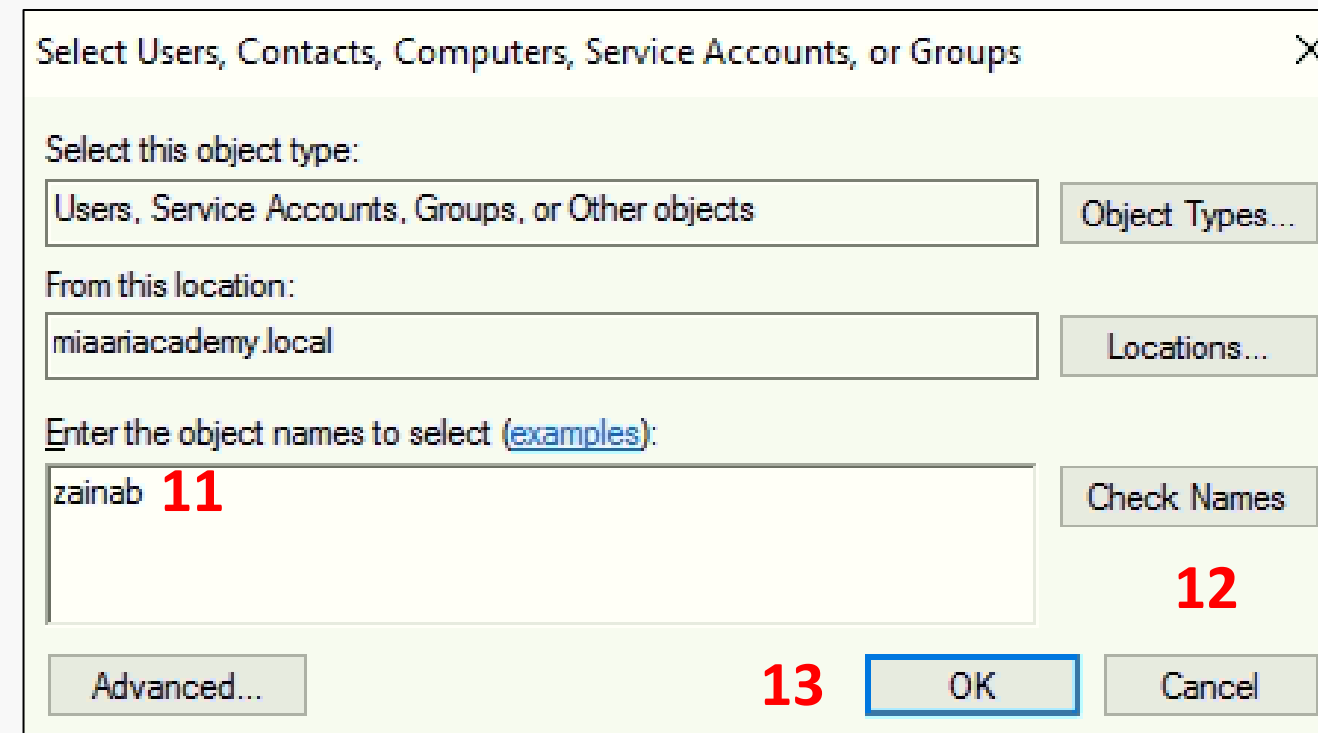 Select Users, Contacts, Computers, Service Accounts, or Groups
Select this object type:
Users, Service Accounts, Groups, or Other objects
Object Types...
From this location:
miaariacademy.local
Locations...
Enter the object names to select (examples):
zainab 11
Check Names
12
Advanced...
13
OK
Cancel